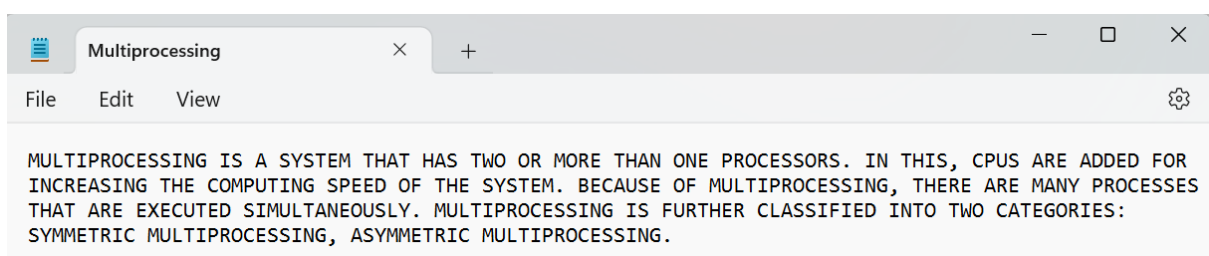 Multiprocessing
File Edit View
MULTIPROCESSING IS A SYSTEM THAT HAS TWO OR MORE THAN ONE PROCESSORS. IN THIS, CPUS ARE ADDED FOR
INCREASING THE COMPUTING SPEED OF THE SYSTEM. BECAUSE OF MULTIPROCESSING, THERE ARE MANY PROCESSES
THAT ARE EXECUTED SIMULTANEOUSLY. MULTIPROCESSING IS FURTHER CLASSIFIED INTO TWO CATEGORIES:
SYMMETRIC MULTIPROCESSING, ASYMMETRIC MULTIPROCESSING.